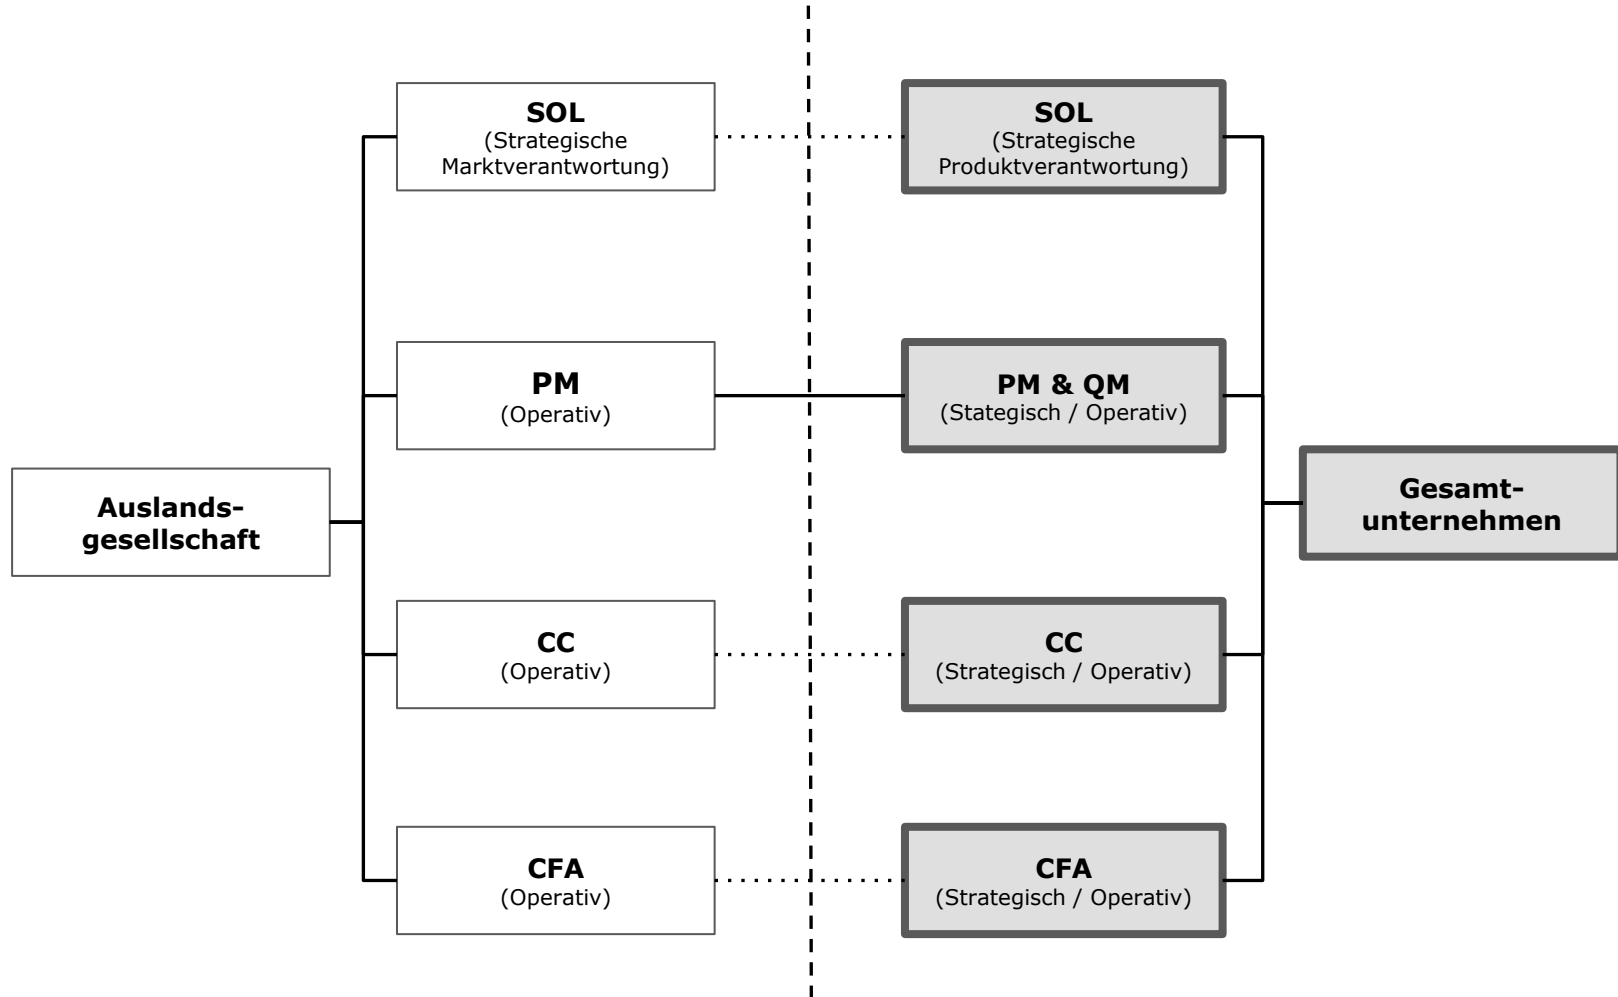 SOL
(Strategische
Marktverantwortung)
SOL
(Strategische
Produktverantwortung)
PM
(Operativ)
PM & QM
(Stategisch / Operativ)
Auslands-
gesellschaft
Gesamt-
unternehmen
CC
(Operativ)
CC
(Strategisch / Operativ)
CFA
(Operativ)
CFA
(Strategisch / Operativ)